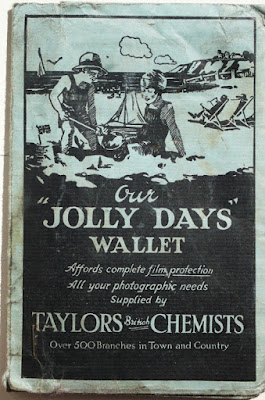 Our
"JOLLY DAYS"
WALLET
Affords complete film protection
All your photographic needs
Supplied by
TAYLORS British CHEMISTS
Over 500 Branches in Town and Country